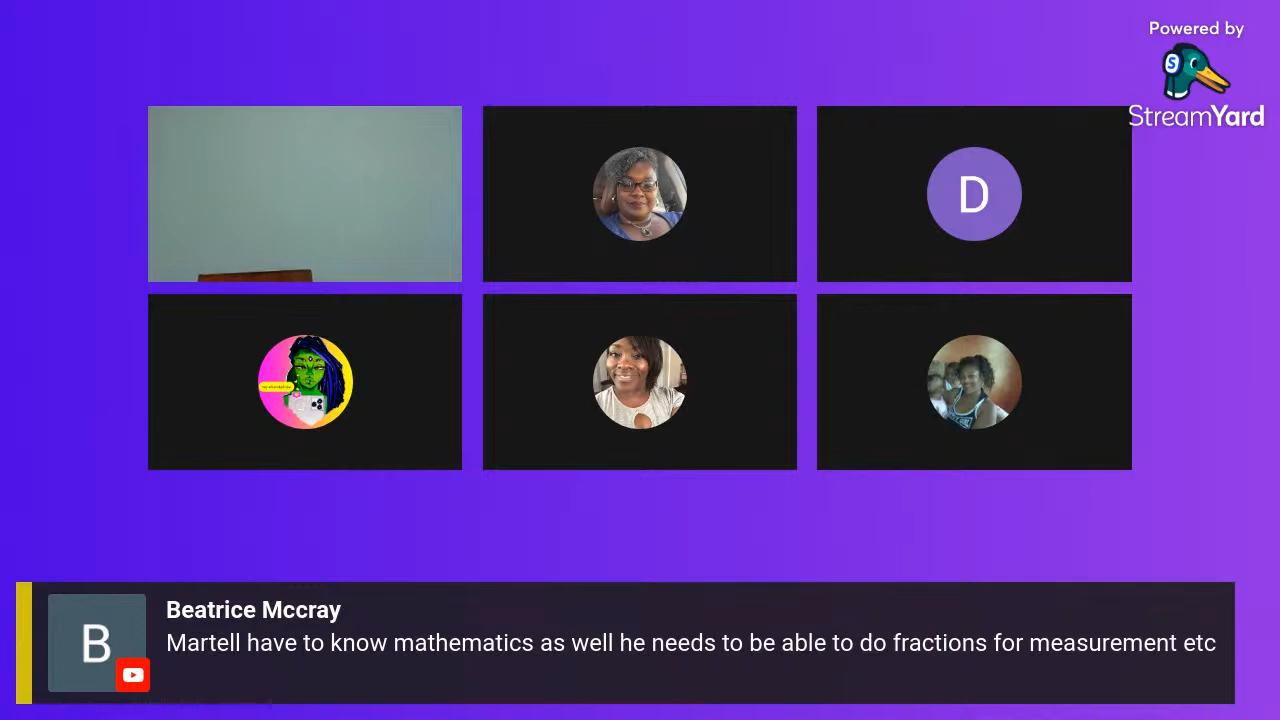 Powered by
S
StreamYard
D
B
Beatrice Mccray
Martell have to know mathematics as well he needs to be able to do fractions for measurement etc